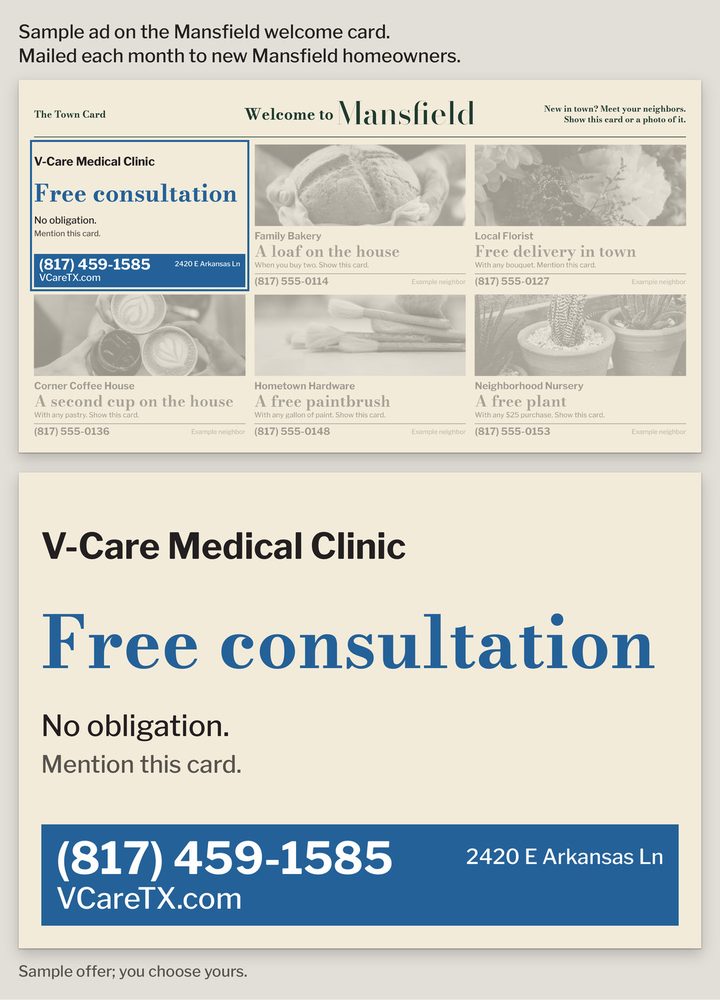 Sample ad on the Mansfield welcome card.
Mailed each month to new Mansfield homeowners.
The Town Card
Welcome to Mansfield
New in town? Meet your neighbors.
Show this card or a photo of it.
V-Care Medical Clinic
Free consultation
No obligation.
Mention this card.
(817) 459-1585
2420 E Arkansas Ln
VCareTX.com
Family Bakery
A loaf on the house
When you buy two. Show this card.
(817) 555-0114
Example neighbor
Local Florist
Free delivery in town
With any bouquet. Mention this card.
(817) 555-0127
Example neighbor
Corner Coffee House
A second cup on the house
With any pastry. Show this card.
(817) 555-0136
Example neighbor
Hometown Hardware
A free paintbrush
With any gallon of paint. Show this card.
(817) 555-0148
Example neighbor
Neighborhood Nursery
A free plant
With any $25 purchase. Show this card.
(817) 555-0153
Example neighbor
V-Care Medical Clinic
Free consultation
No obligation.
Mention this card.
(817) 459-1585
2420 E Arkansas Ln
VCareTX.com
Sample offer; you choose yours.